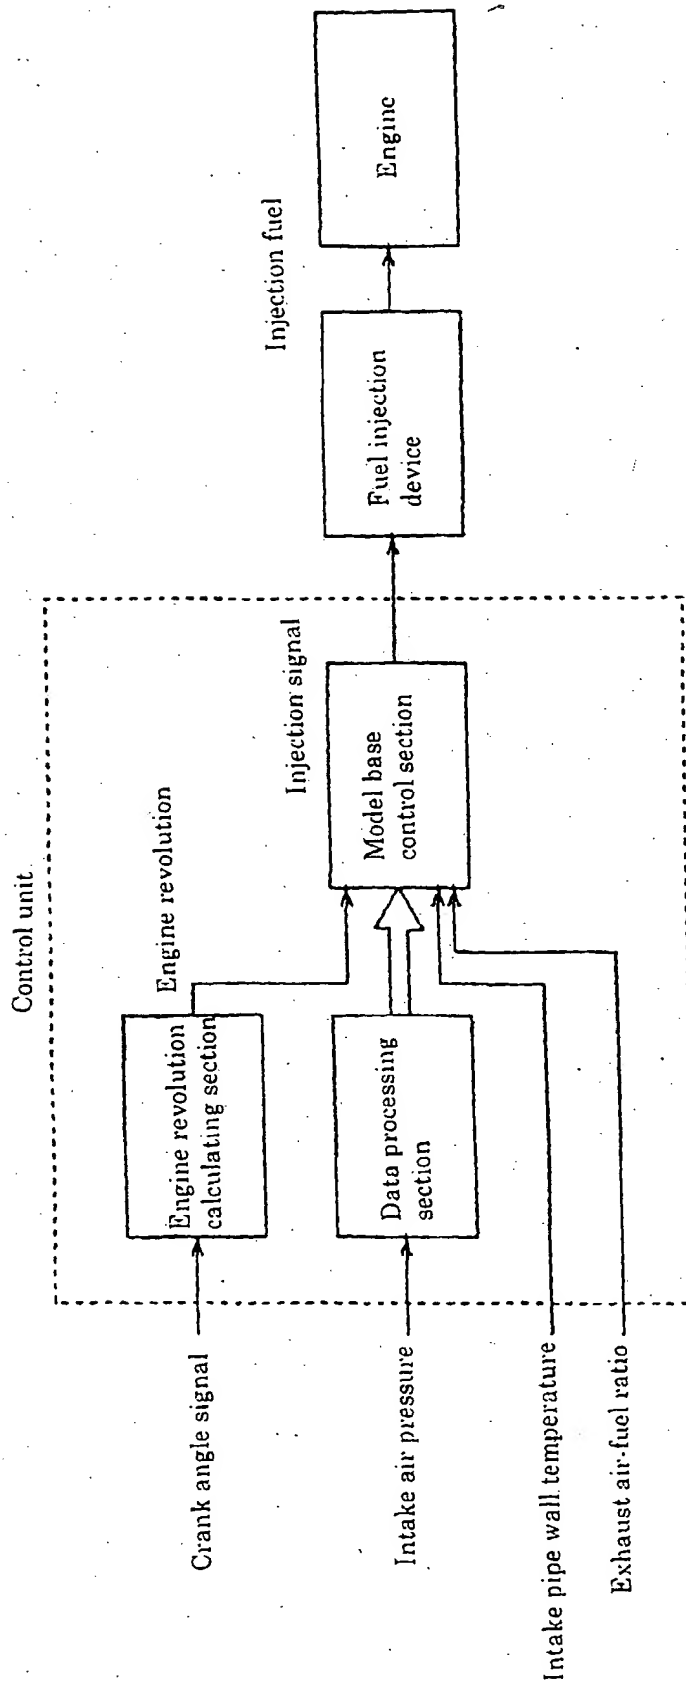 Control unit
Crank angle signal
Engine revolution
calculating section
Engine revolution
Intake air pressure
Data processing
section
Injection signal
Model base
control section
Injection fuel
Fuel injection
device
Engine
Intake pipe wall temperature
Exhaust air-fuel ratio